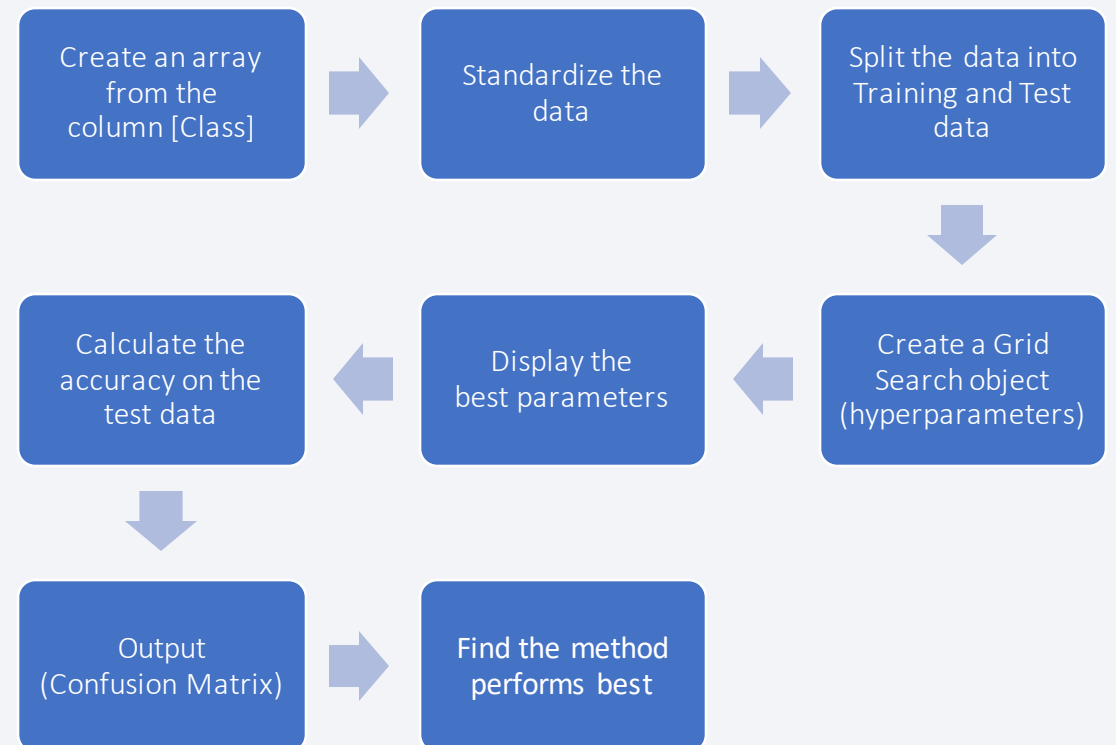 Create an array
from the
column [Class]
Standardize the
data
Split the data into
Training and Test
data
Create a Grid
Search object
(hyperparameters)
Display the
best parameters
Calculate the
accuracy on the
test data
Output
(Confusion Matrix)
Find the method
performs best